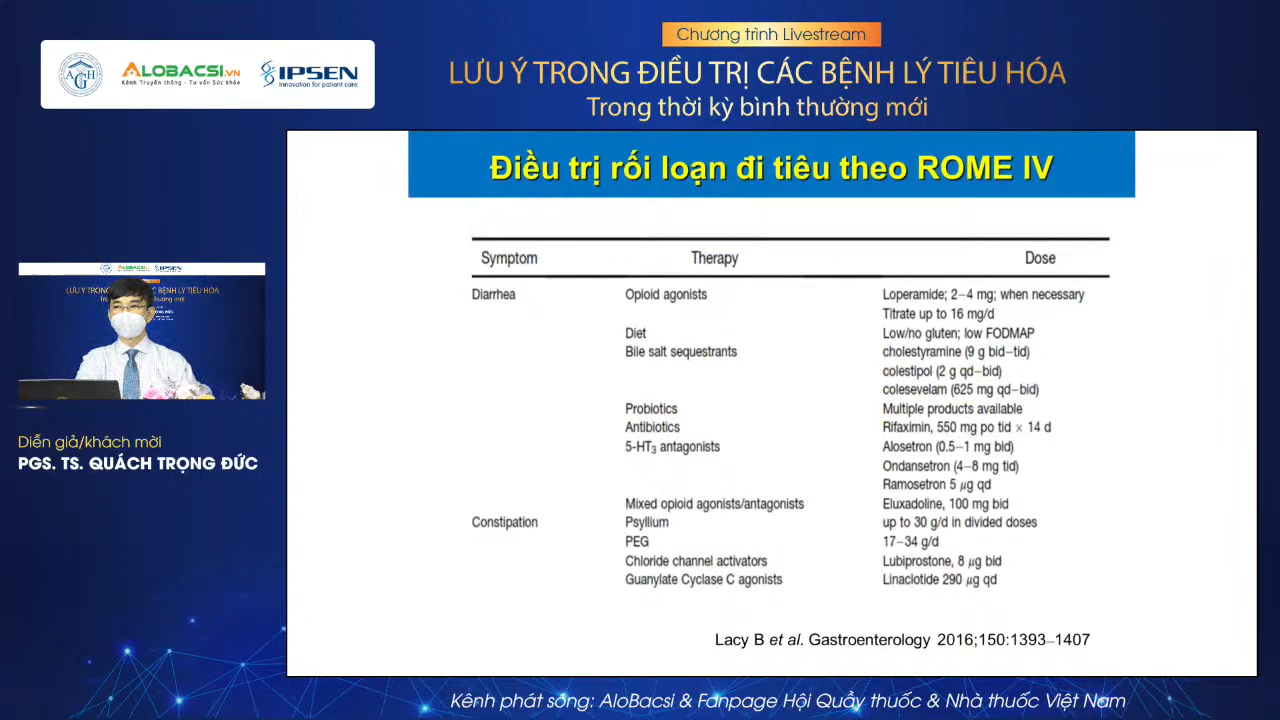 Chương trình Livestream
LƯU Ý TRONG ĐIỀU TRỊ CÁC BỆNH LÝ TIÊU HÓA
Trong thời kỳ bình thường mới
AGH
ALOBACSI.VN
Kênh Truyền thông - Tư vấn Sức khỏe
IPSEN
Innovation for patient care
Điều trị rối loạn đi tiêu theo ROME IV
Symptom Therapy Dose
Diarrhea Opioid agonists Loperamide; 2–4 mg; when necessary
Titrate up to 16 mg/d
Diet Low/no gluten; low FODMAP
Bile salt sequestrants cholestyramine (9 g bid–tid)
colestipol (2 g qd–bid)
colesevelam (625 mg qd–bid)
Probiotics Multiple products available
Antibiotics Rifaximin, 550 mg po tid × 14 d
5-HT₃ antagonists Alosetron (0.5–1 mg bid)
Ondansetron (4–8 mg tid)
Ramosetron 5 μg qd
Mixed opioid agonists/antagonists Eluxadoline, 100 mg bid
Constipation Psyllium up to 30 g/d in divided doses
PEG 17–34 g/d
Chloride channel activators Lubiprostone, 8 μg bid
Guanylate Cyclase C agonists Linaclotide 290 μg qd
Lacy B et al. Gastroenterology 2016;150:1393–1407
Diễn giả/khách mời
PGS. TS. QUÁCH TRỌNG ĐỨC
Kênh phát sóng: AloBacsi & Fanpage Hội Quầy thuốc & Nhà thuốc Việt Nam